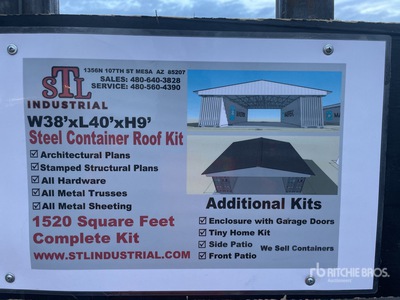 STL
INDUSTRIAL
1356N 107TH ST MESA AZ 85207
SALES: 480-640-3828
SERVICE: 480-560-4390
W38'xL40'xH9'
Steel Container Roof Kit
☑ Architectural Plans
☑ Stamped Structural Plans
☑ All Hardware
☑ All Metal Trusses
☑ All Metal Sheeting
1520 Square Feet
Complete Kit
WWW.STLINDUSTRIAL.COM
Additional Kits
☑ Enclosure with Garage Doors
☑ Tiny Home Kit
☑ Side Patio We Sell Containers
☑ Front Patio
rb RITCHIE BROS.